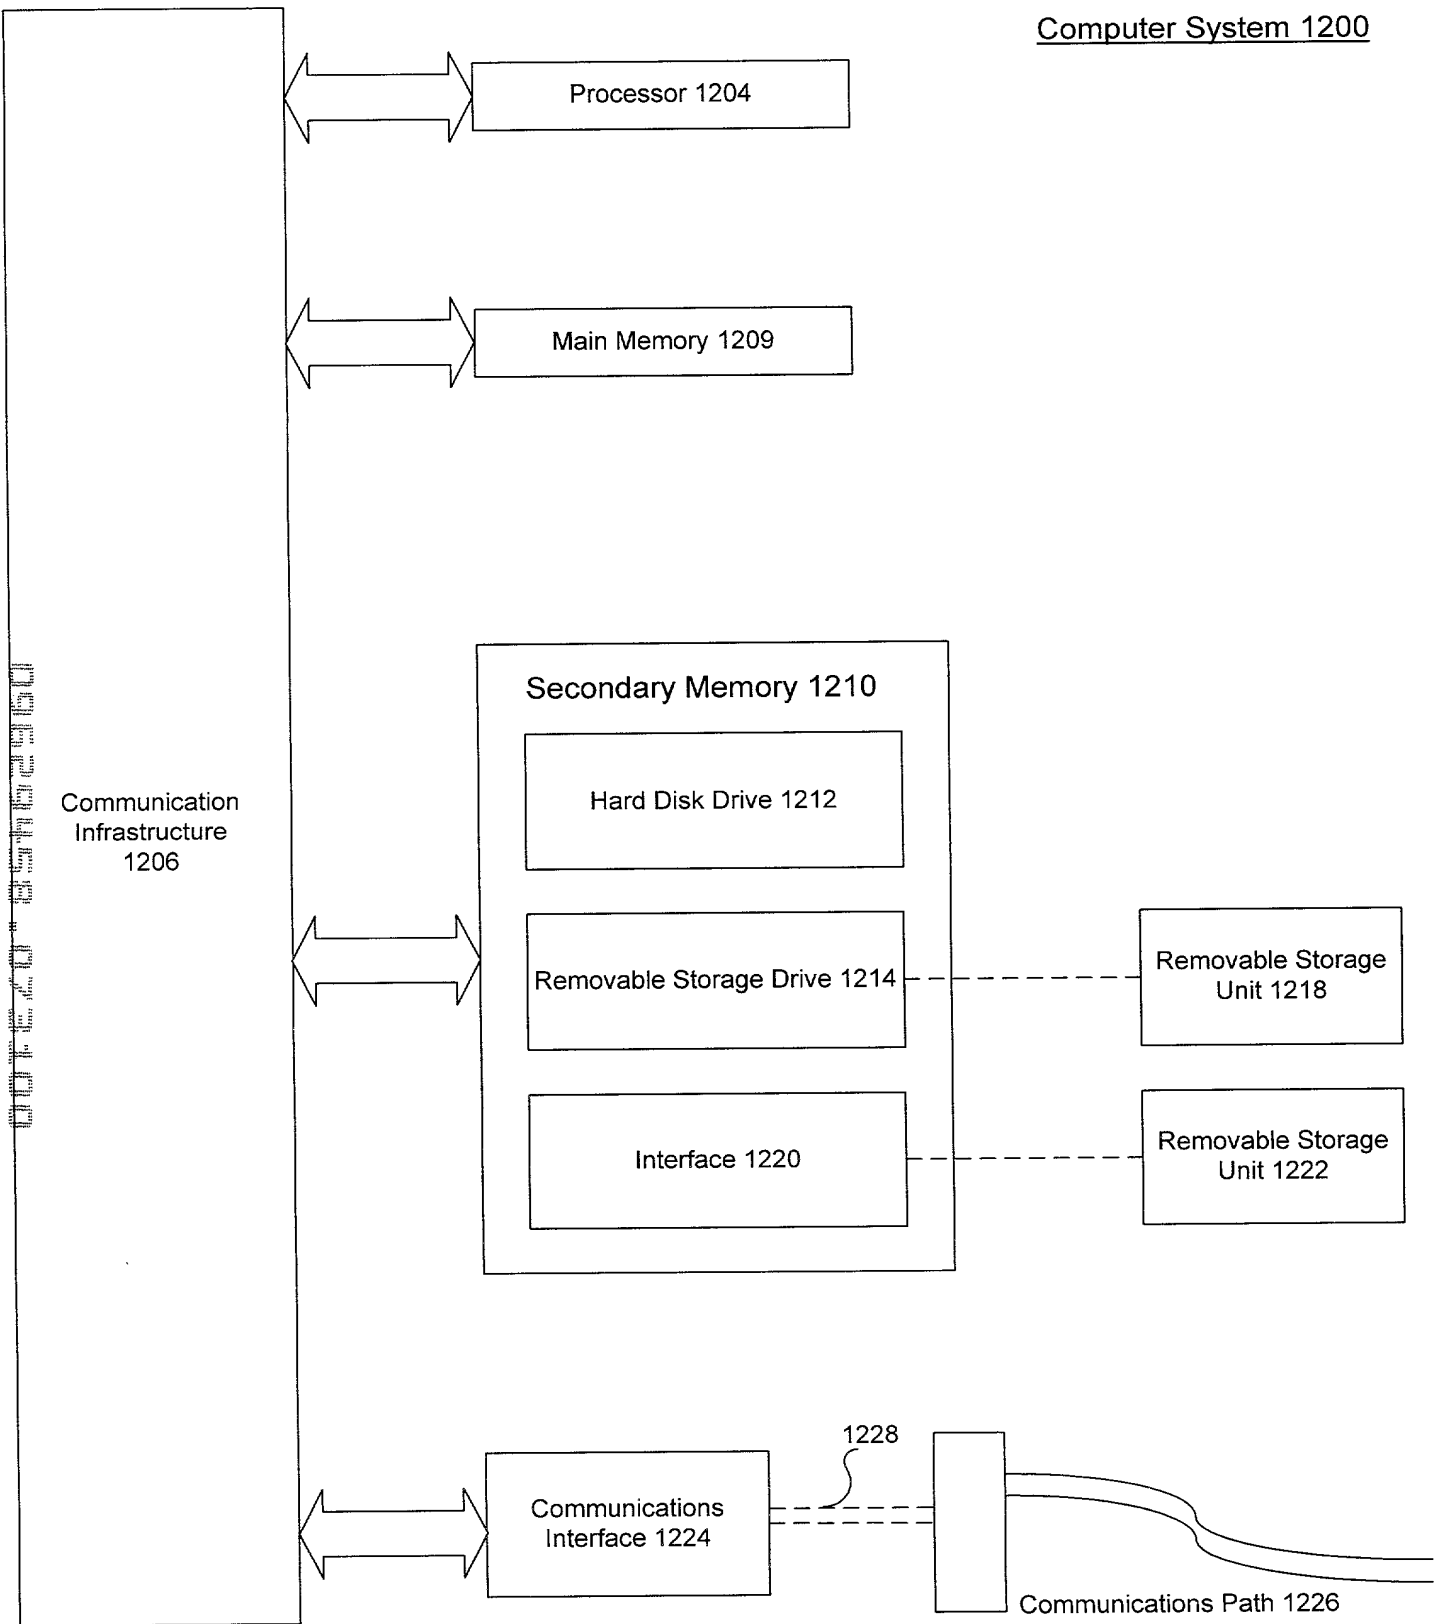 Computer System 1200
Processor 1204
Main Memory 1209
Secondary Memory 1210
Hard Disk Drive 1212
Communication
Infrastructure
1206
Removable Storage Drive 1214
Removable Storage
Unit 1218
Interface 1220
Removable Storage
Unit 1222
1228
Communications
Interface 1224
Communications Path 1226